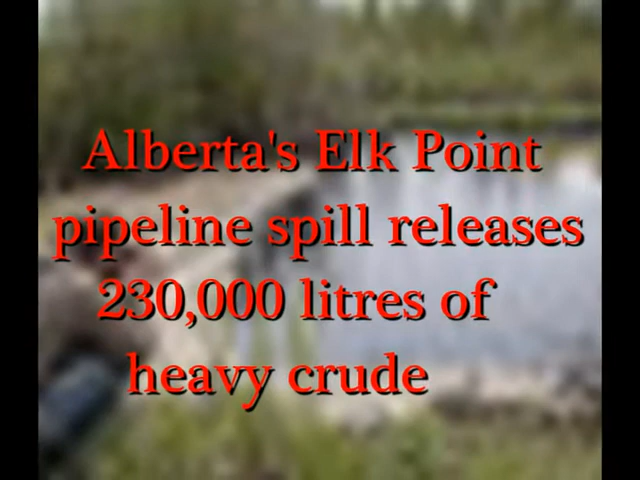 Alberta's Elk Point
pipeline spill releases
230,000 litres of
heavy crude